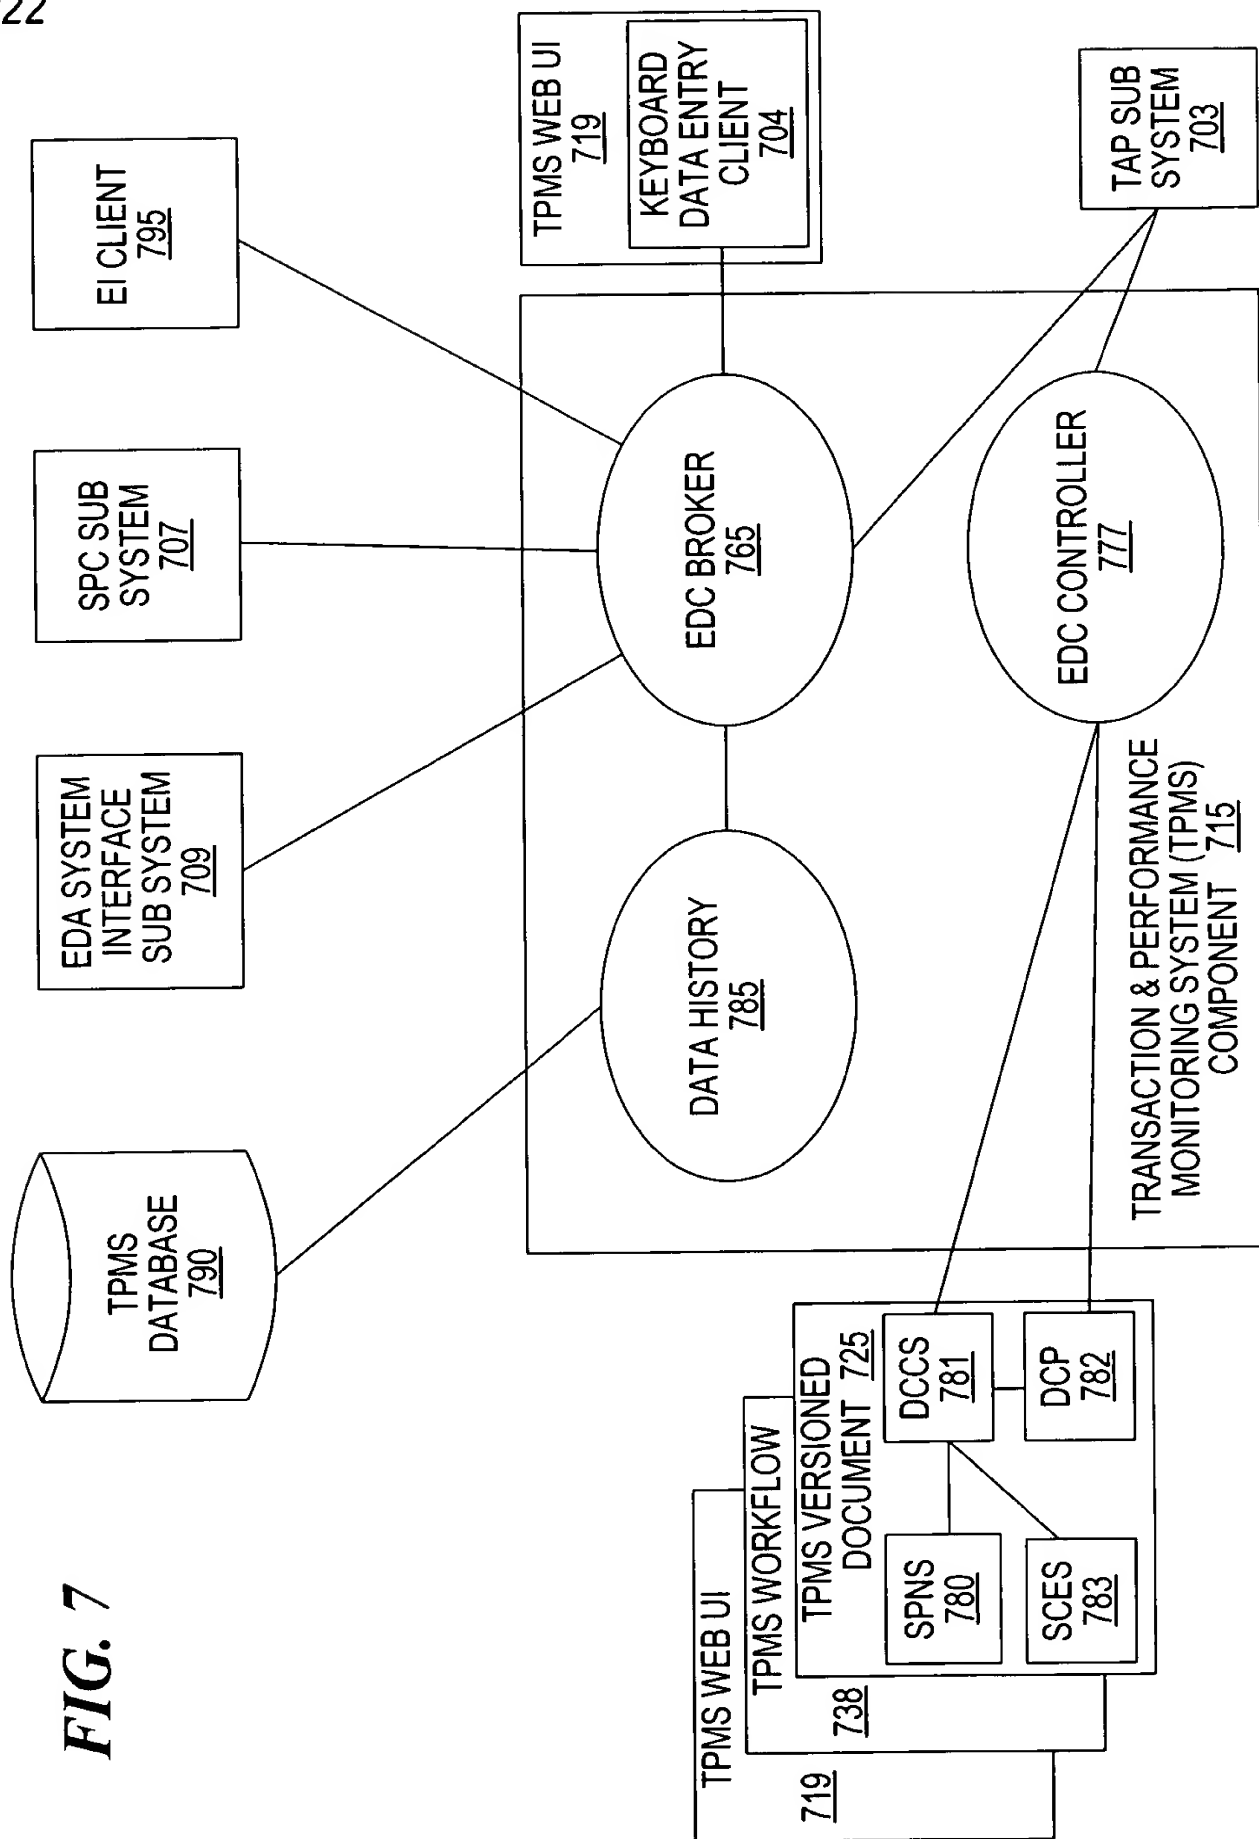 22
FIG. 7
TPMS
DATABASE
790
EDA SYSTEM
INTERFACE
SUB SYSTEM
709
SPC SUB
SYSTEM
707
EI CLIENT
795
TPMS WEB UI
719
KEYBOARD
DATA ENTRY
CLIENT
704
DATA HISTORY
785
EDC BROKER
765
EDC CONTROLLER
777
TAP SUB
SYSTEM
703
TRANSACTION & PERFORMANCE
MONITORING SYSTEM (TPMS)
COMPONENT 715
TPMS WEB UI
719
TPMS WORKFLOW
738
TPMS VERSIONED
DOCUMENT 725
SPNS
780
DCCS
781
SCES
783
DCP
782